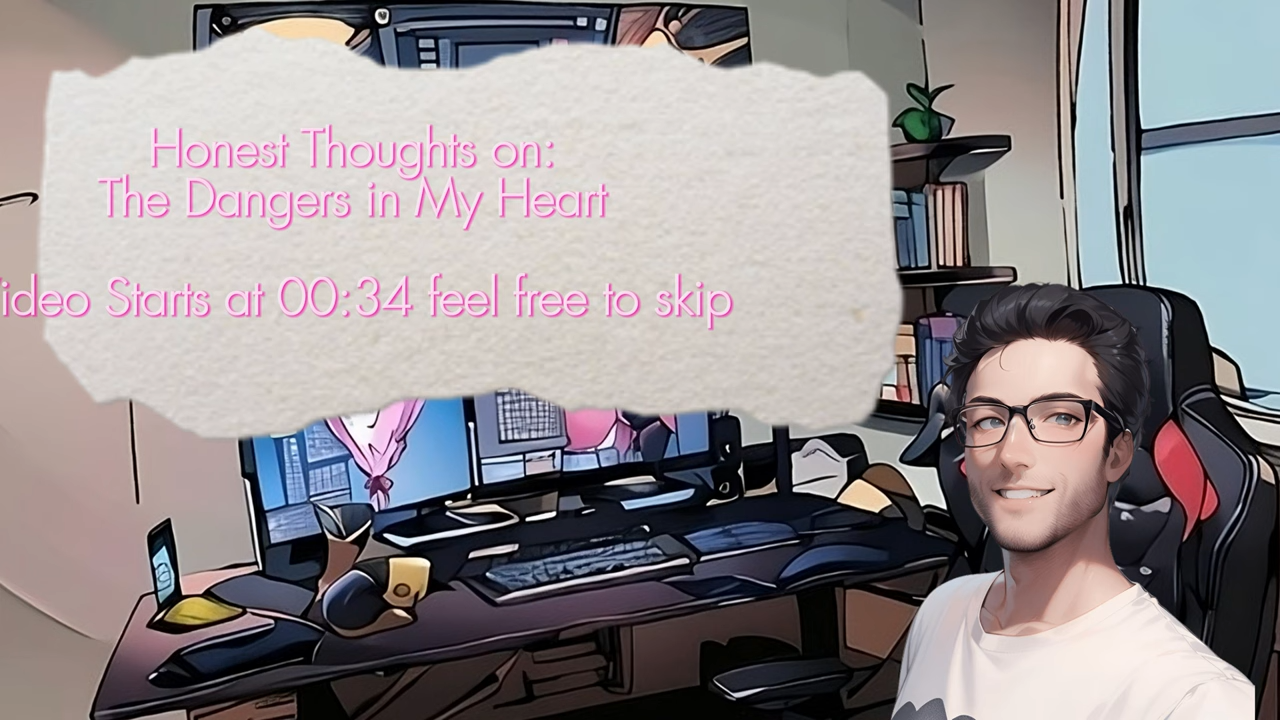 Honest Thoughts on:
The Dangers in My Heart
ideo Starts at 00:34 feel free to skip